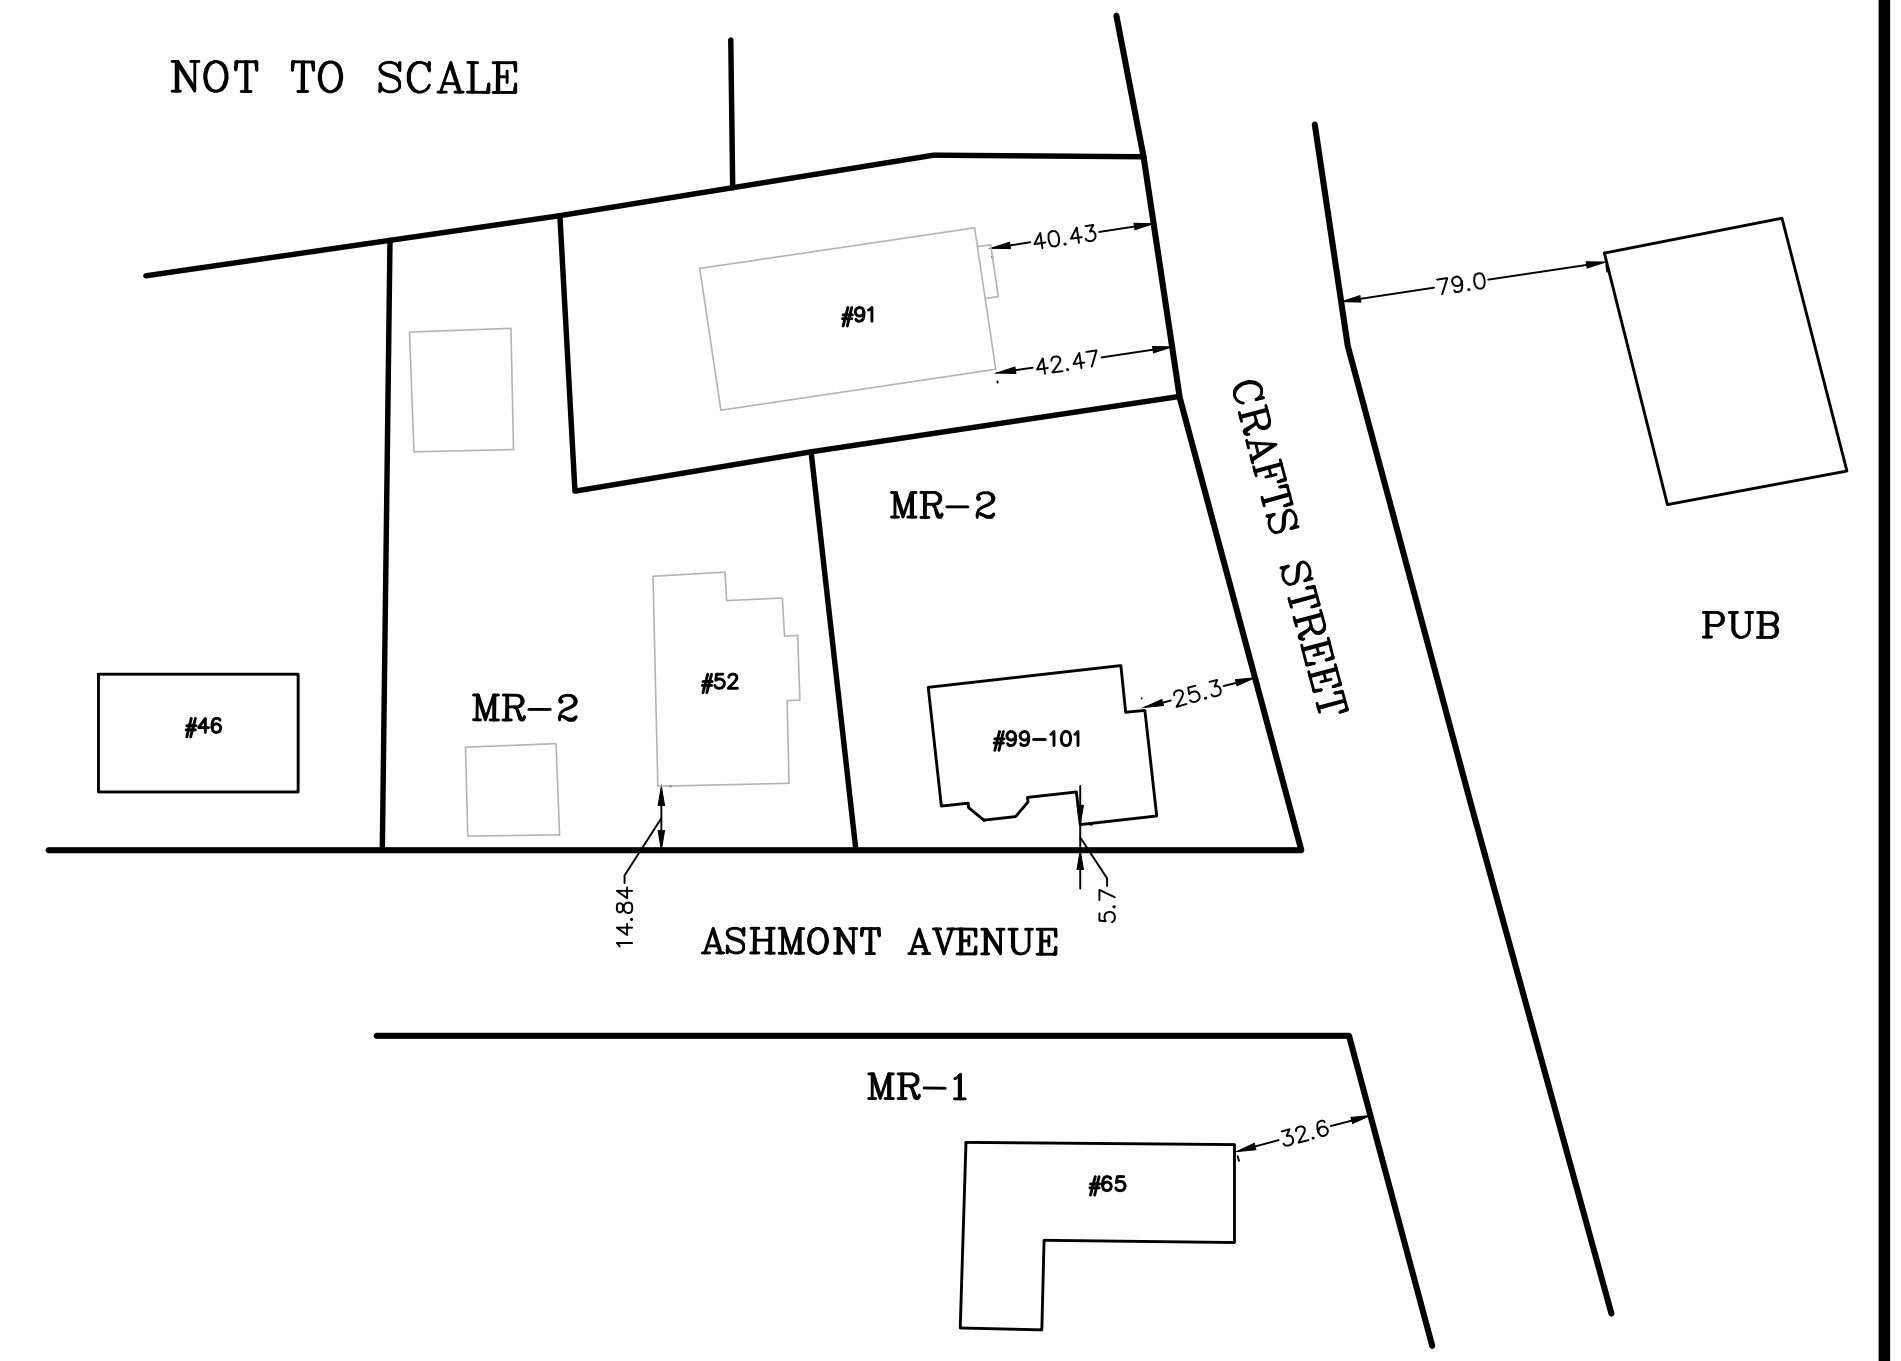 NOT TO SCALE
40.43
79.0
#91
42.47
CRAFTS STREET
MR-2
PUB
#52
25.3
MR-2
#46
#99-101
14.84
5.7
ASHMONT AVENUE
MR-1
32.6
#65